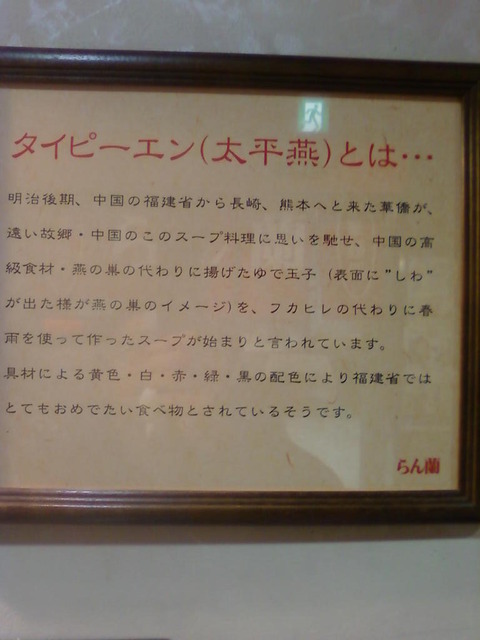 タイピーエン(太平燕)とは…
明治後期、中国の福建省から長崎、熊本へと来た華僑が、
遠い故郷・中国のこのスープ料理に思いを馳せ、中国の高
級食材・燕の巣の代わりに揚げたゆで玉子（表面に”しわ”
が出た様が燕の巣のイメージ)を、フカヒレの代わりに春
雨を使って作ったスープが始まりと言われています。
具材による黄色・白・赤・緑・黒の配色により福建省では
とてもおめでたい食べ物とされているそうです。
らん蘭